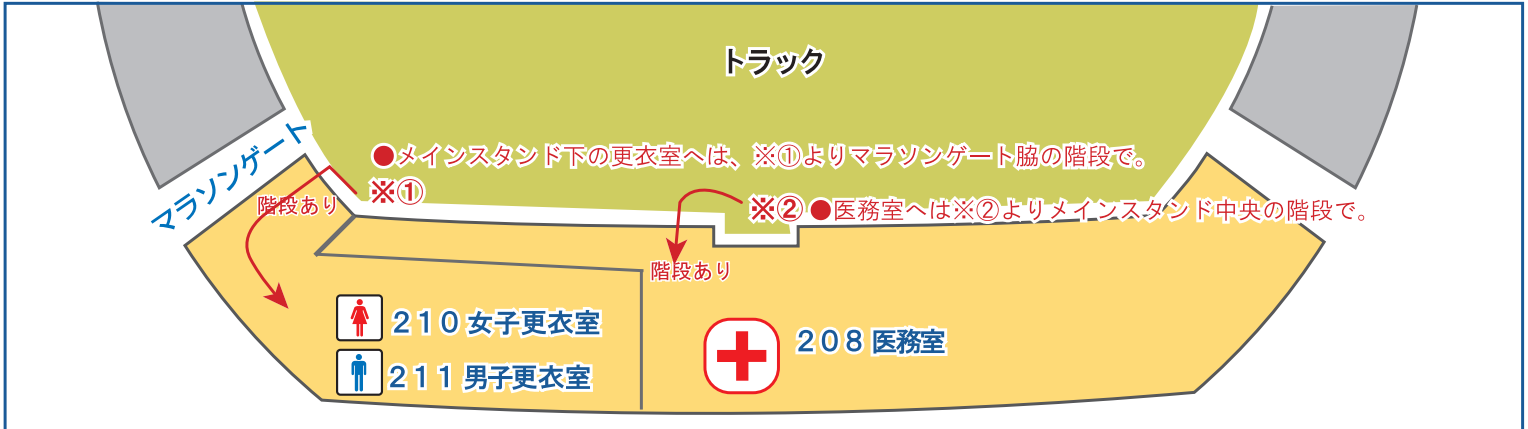 トラック
マラソンゲート
●メインスタンド下の更衣室へは、※①よりマラソンゲート脇の階段で。
※①
階段あり
※② ●医務室へは※②よりメインスタンド中央の階段で。
階段あり
２１０ 女子更衣室
２０８ 医務室
２１１ 男子更衣室